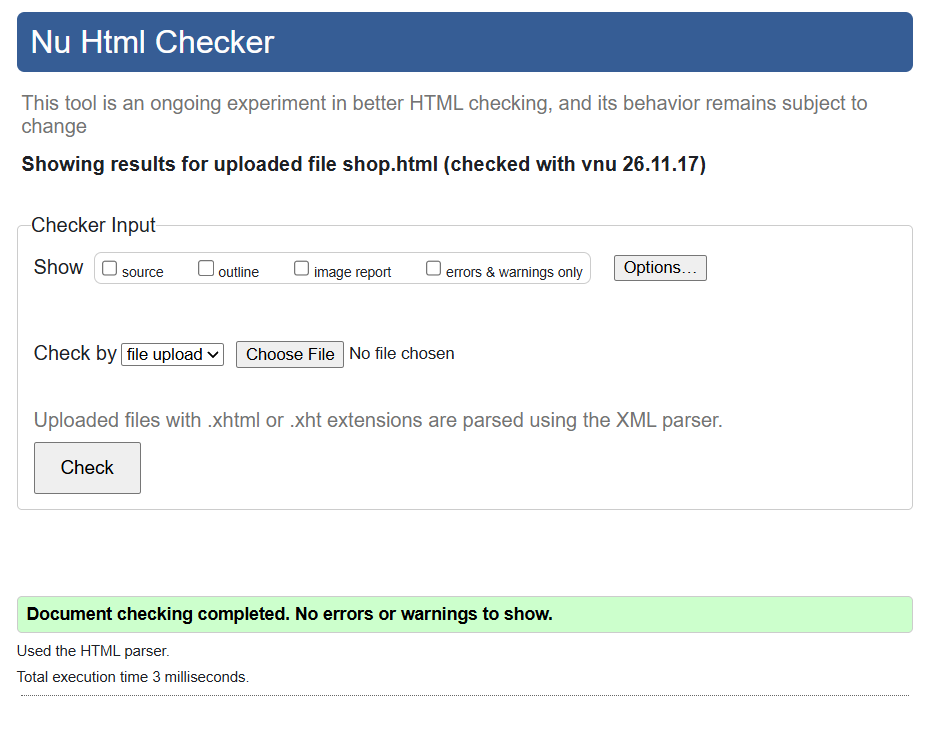 Nu Html Checker
This tool is an ongoing experiment in better HTML checking, and its behavior remains subject to
change
Showing results for uploaded file shop.html (checked with vnu 26.11.17)
Checker Input
Show source outline image report errors & warnings only Options…
Check by file upload Choose File No file chosen
Uploaded files with .xhtml or .xht extensions are parsed using the XML parser.
Check
Document checking completed. No errors or warnings to show.
Used the HTML parser.
Total execution time 3 milliseconds.